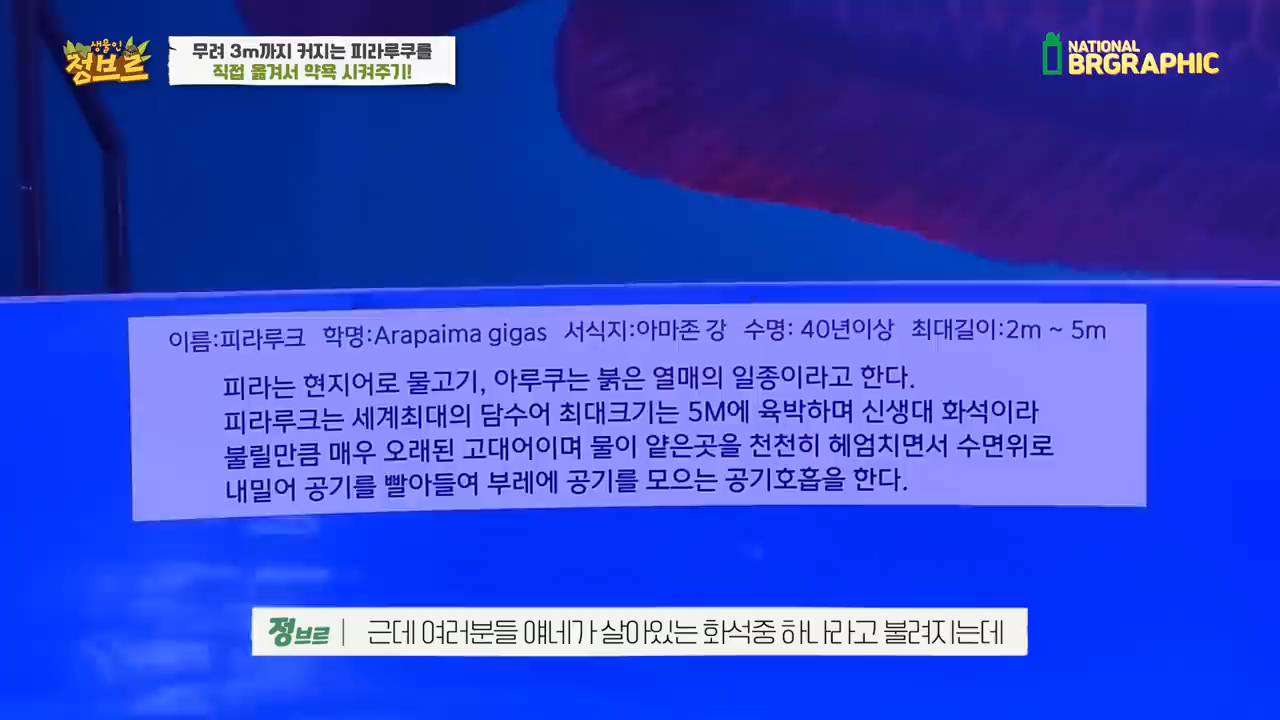 생물인
정브르
무려 3m까지 커지는 피라루쿠를
직접 옮겨서 약욕 시켜주기!
NATIONAL
BRGRAPHIC
이름:피라루크 학명:Arapaima gigas 서식지:아마존 강 수명: 40년이상 최대길이:2m ~ 5m
피라는 현지어로 물고기, 아루쿠는 붉은 열매의 일종이라고 한다.
피라루크는 세계최대의 담수어 최대크기는 5M에 육박하며 신생대 화석이라
불릴만큼 매우 오래된 고대어이며 물이 얕은곳을 천천히 헤엄치면서 수면위로
내밀어 공기를 빨아들여 부레에 공기를 모으는 공기호흡을 한다.
정브르 | 근데 여러분들 얘네가 살아있는 화석중 하나라고 불려지는데